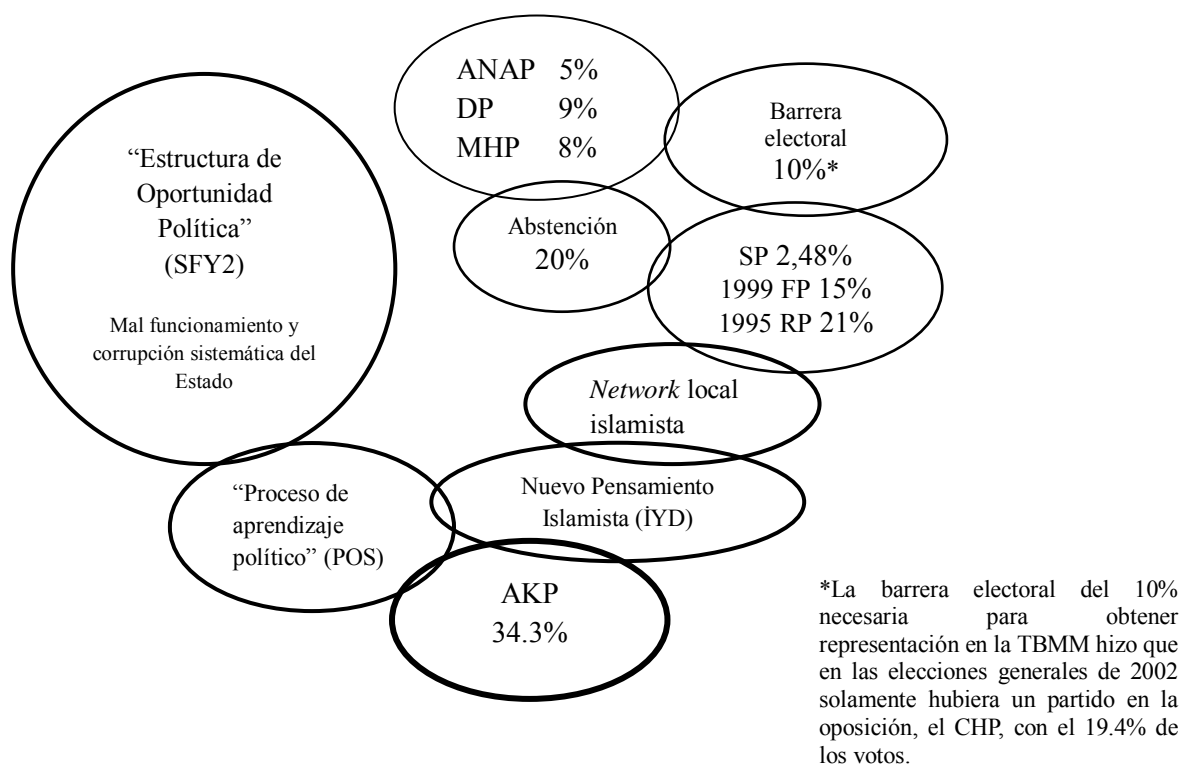 ANAP 5%
DP 9%
MHP 8%
Barrera
electoral
10%*
“Estructura de
Oportunidad
Política”
(SFY2)
Mal funcionamiento y
corrupción sistemática del
Estado
Abstención
20%
SP 2,48%
1999 FP 15%
1995 RP 21%
Network local
islamista
“Proceso de
aprendizaje
político” (POS)
Nuevo Pensamiento
Islamista (İYD)
AKP
34.3%
*La barrera electoral del 10%
necesaria para obtener
representación en la TBMM hizo que
en las elecciones generales de 2002
solamente hubiera un partido en la
oposición, el CHP, con el 19.4% de
los votos.